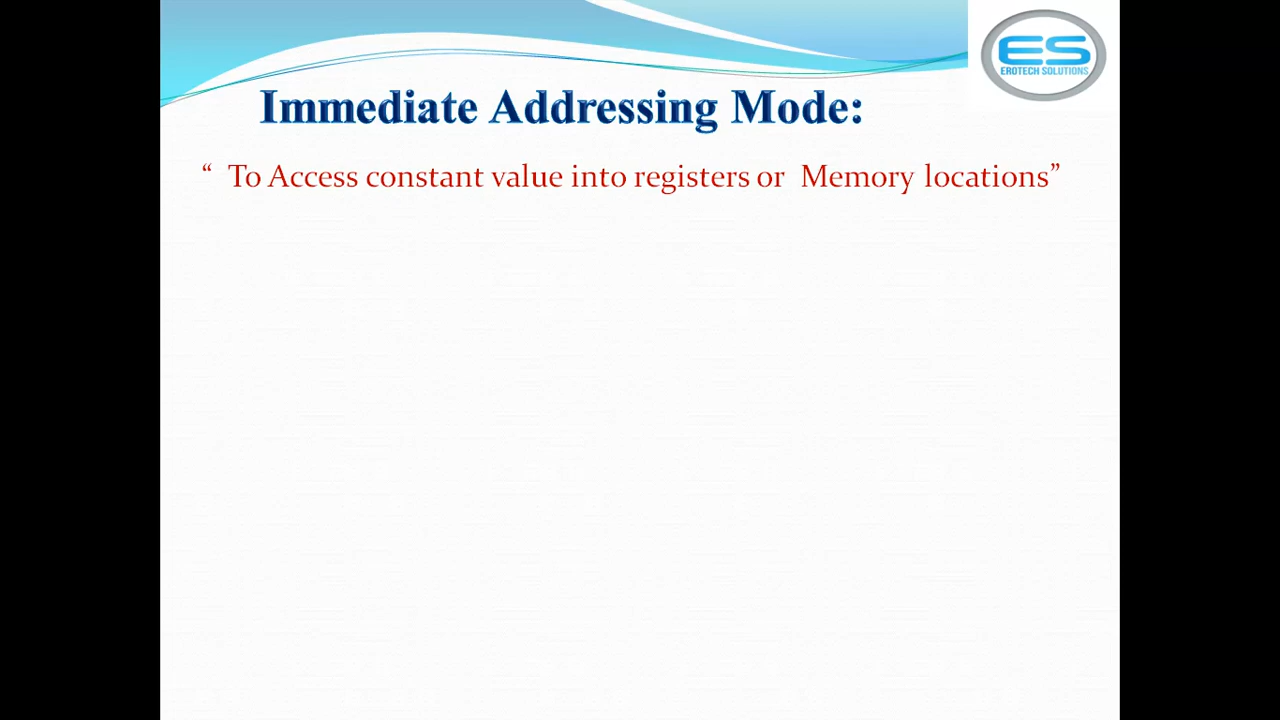 ES
EROTECH SOLUTIONS
Immediate Addressing Mode:
“ To Access constant value into registers or Memory locations”